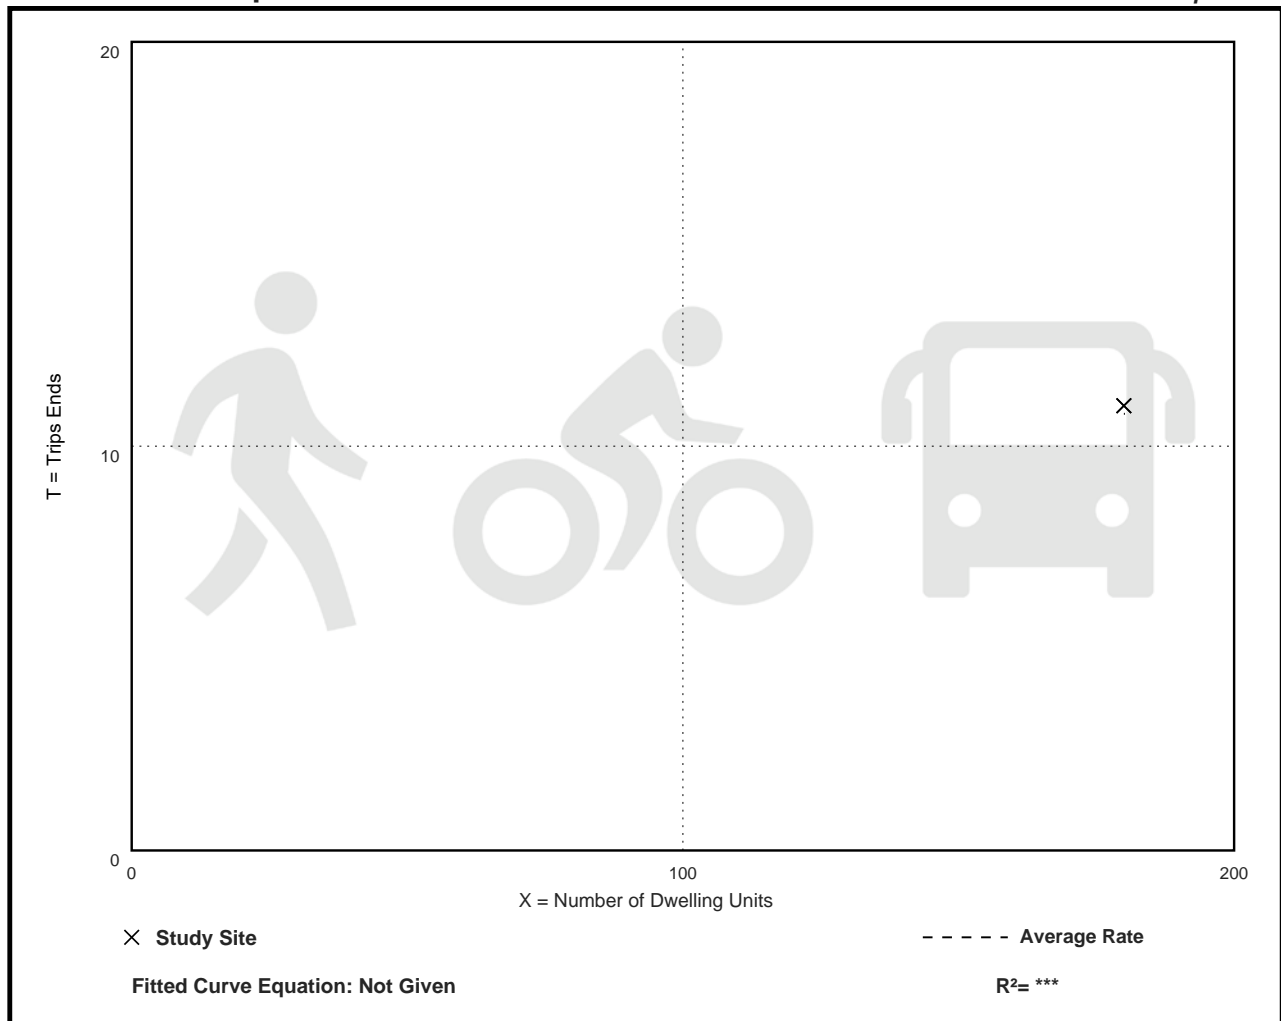 20
T = Trips Ends
10
0
0 100 200
X = Number of Dwelling Units
Study Site
Average Rate
Fitted Curve Equation: Not Given
R²= ***